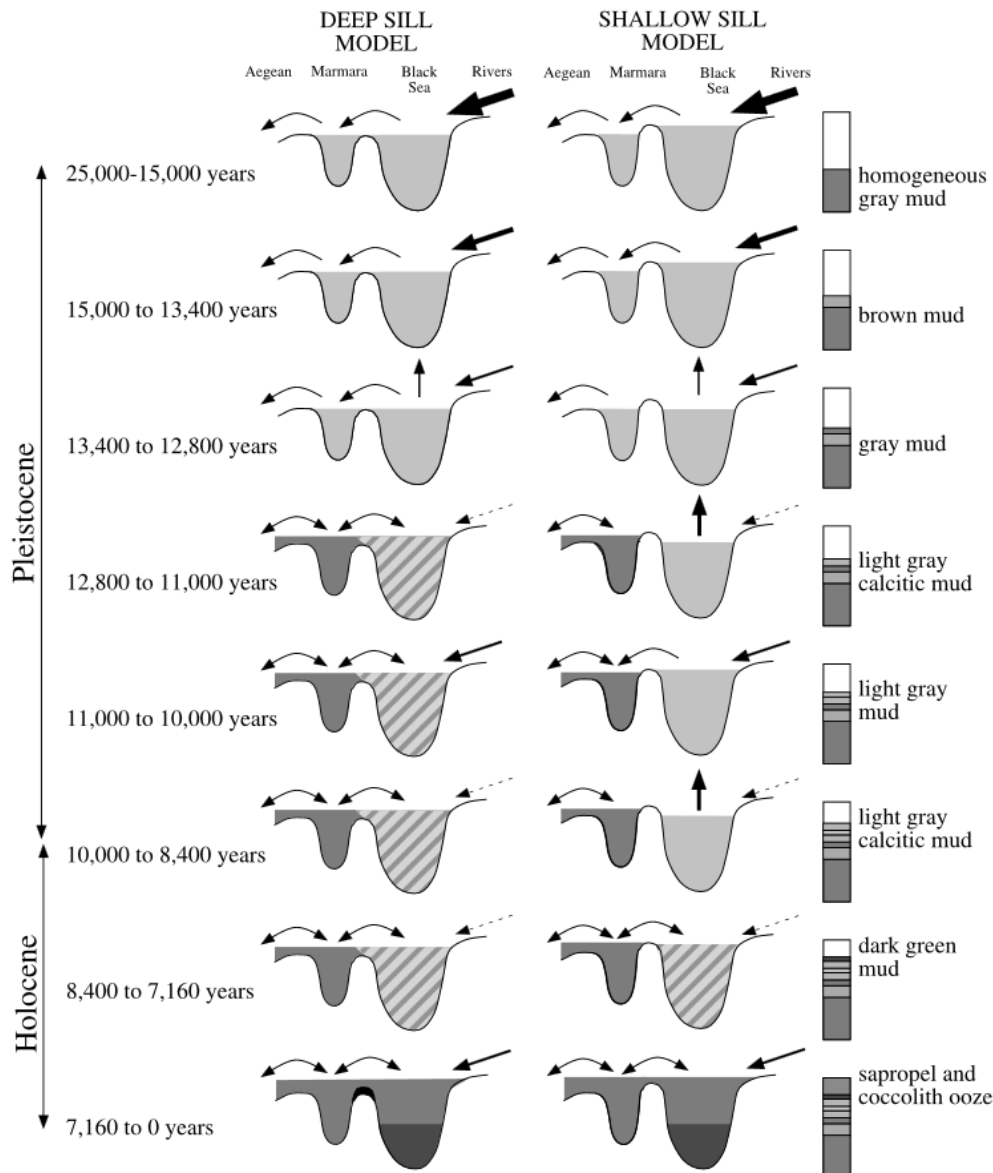 DEEP SILL
MODEL
SHALLOW SILL
MODEL
Aegean Marmara Black
Sea Rivers
Aegean Marmara Black
Sea Rivers
25,000-15,000 years
homogeneous
gray mud
15,000 to 13,400 years
brown mud
13,400 to 12,800 years
gray mud
Pleistocene
12,800 to 11,000 years
light gray
calcitic mud
11,000 to 10,000 years
light gray
mud
10,000 to 8,400 years
light gray
calcitic mud
Holocene
8,400 to 7,160 years
dark green
mud
7,160 to 0 years
sapropel and
coccolith ooze